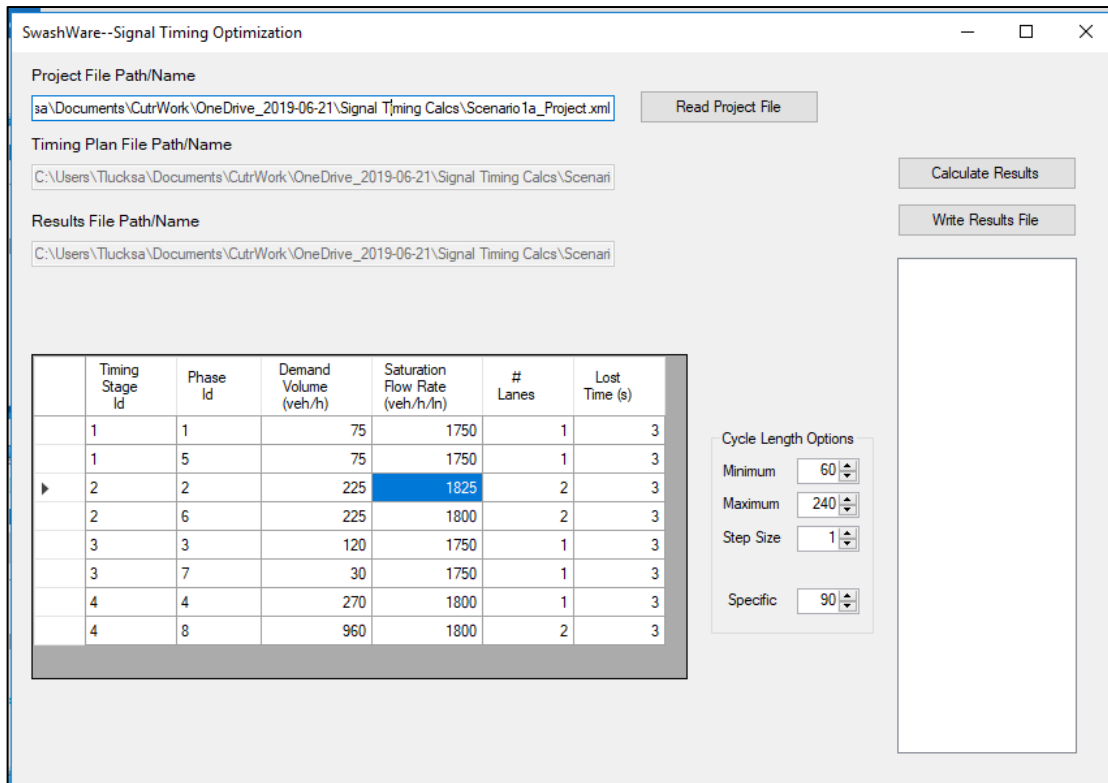 SwashWare--Signal Timing Optimization
Project File Path/Name
sa\Documents\CutrWork\OneDrive_2019-06-21\Signal Timing Calcs\Scenario1a_Project.xml
Read Project File
Timing Plan File Path/Name
C:\Users\Tlucksa\Documents\CutrWork\OneDrive_2019-06-21\Signal Timing Calcs\Scenari
Calculate Results
Results File Path/Name
Write Results File
C:\Users\Tlucksa\Documents\CutrWork\OneDrive_2019-06-21\Signal Timing Calcs\Scenari
Timing Stage Id Phase Id Demand Volume (veh/h) Saturation Flow Rate (veh/h/ln) # Lanes Lost Time (s)
1 1 75 1750 1 3
1 5 75 1750 1 3
2 2 225 1825 2 3
2 6 225 1800 2 3
3 3 120 1750 1 3
3 7 30 1750 1 3
4 4 270 1800 1 3
4 8 960 1800 2 3
Cycle Length Options
Minimum 60
Maximum 240
Step Size 1
Specific 90